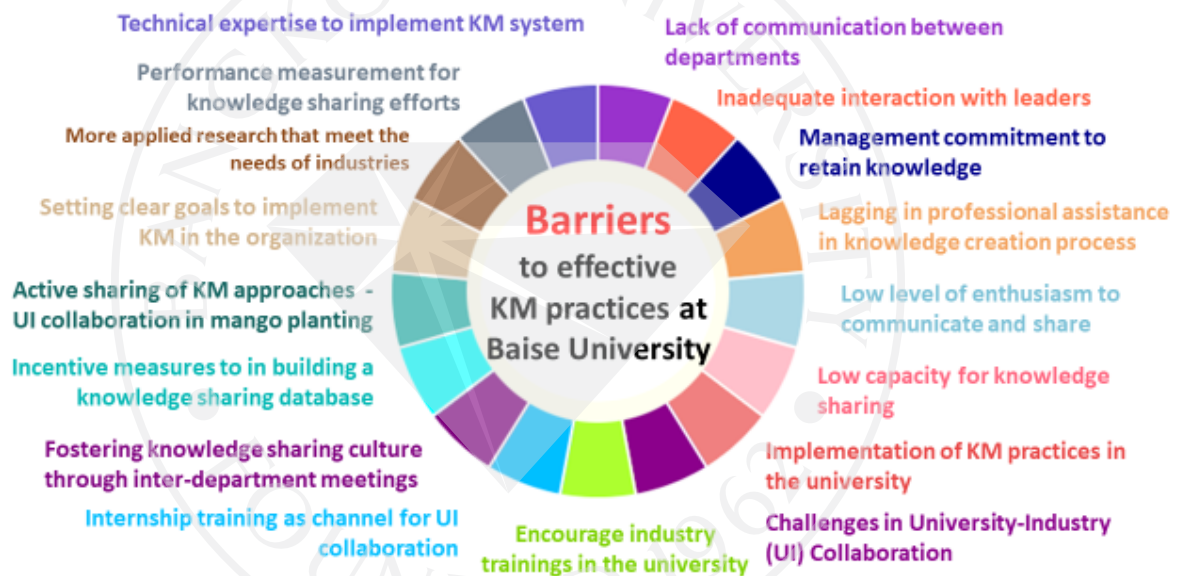 Technical expertise to implement KM system
Lack of communication between
departments
Performance measurement for
knowledge sharing efforts
Inadequate interaction with leaders
More applied research that meet the
needs of industries
Management commitment to
retain knowledge
Setting clear goals to implement
KM in the organization
Lagging in professional assistance
in knowledge creation process
Barriers
to effective
KM practices at
Baise University
Active sharing of KM approaches -
UI collaboration in mango planting
Low level of enthusiasm to
communicate and share
Incentive measures to in building a
knowledge sharing database
Low capacity for knowledge
sharing
Fostering knowledge sharing culture
through inter-department meetings
Implementation of KM practices in
the university
Internship training as channel for UI
collaboration
Encourage industry
trainings in the university
Challenges in University-Industry
(UI) Collaboration